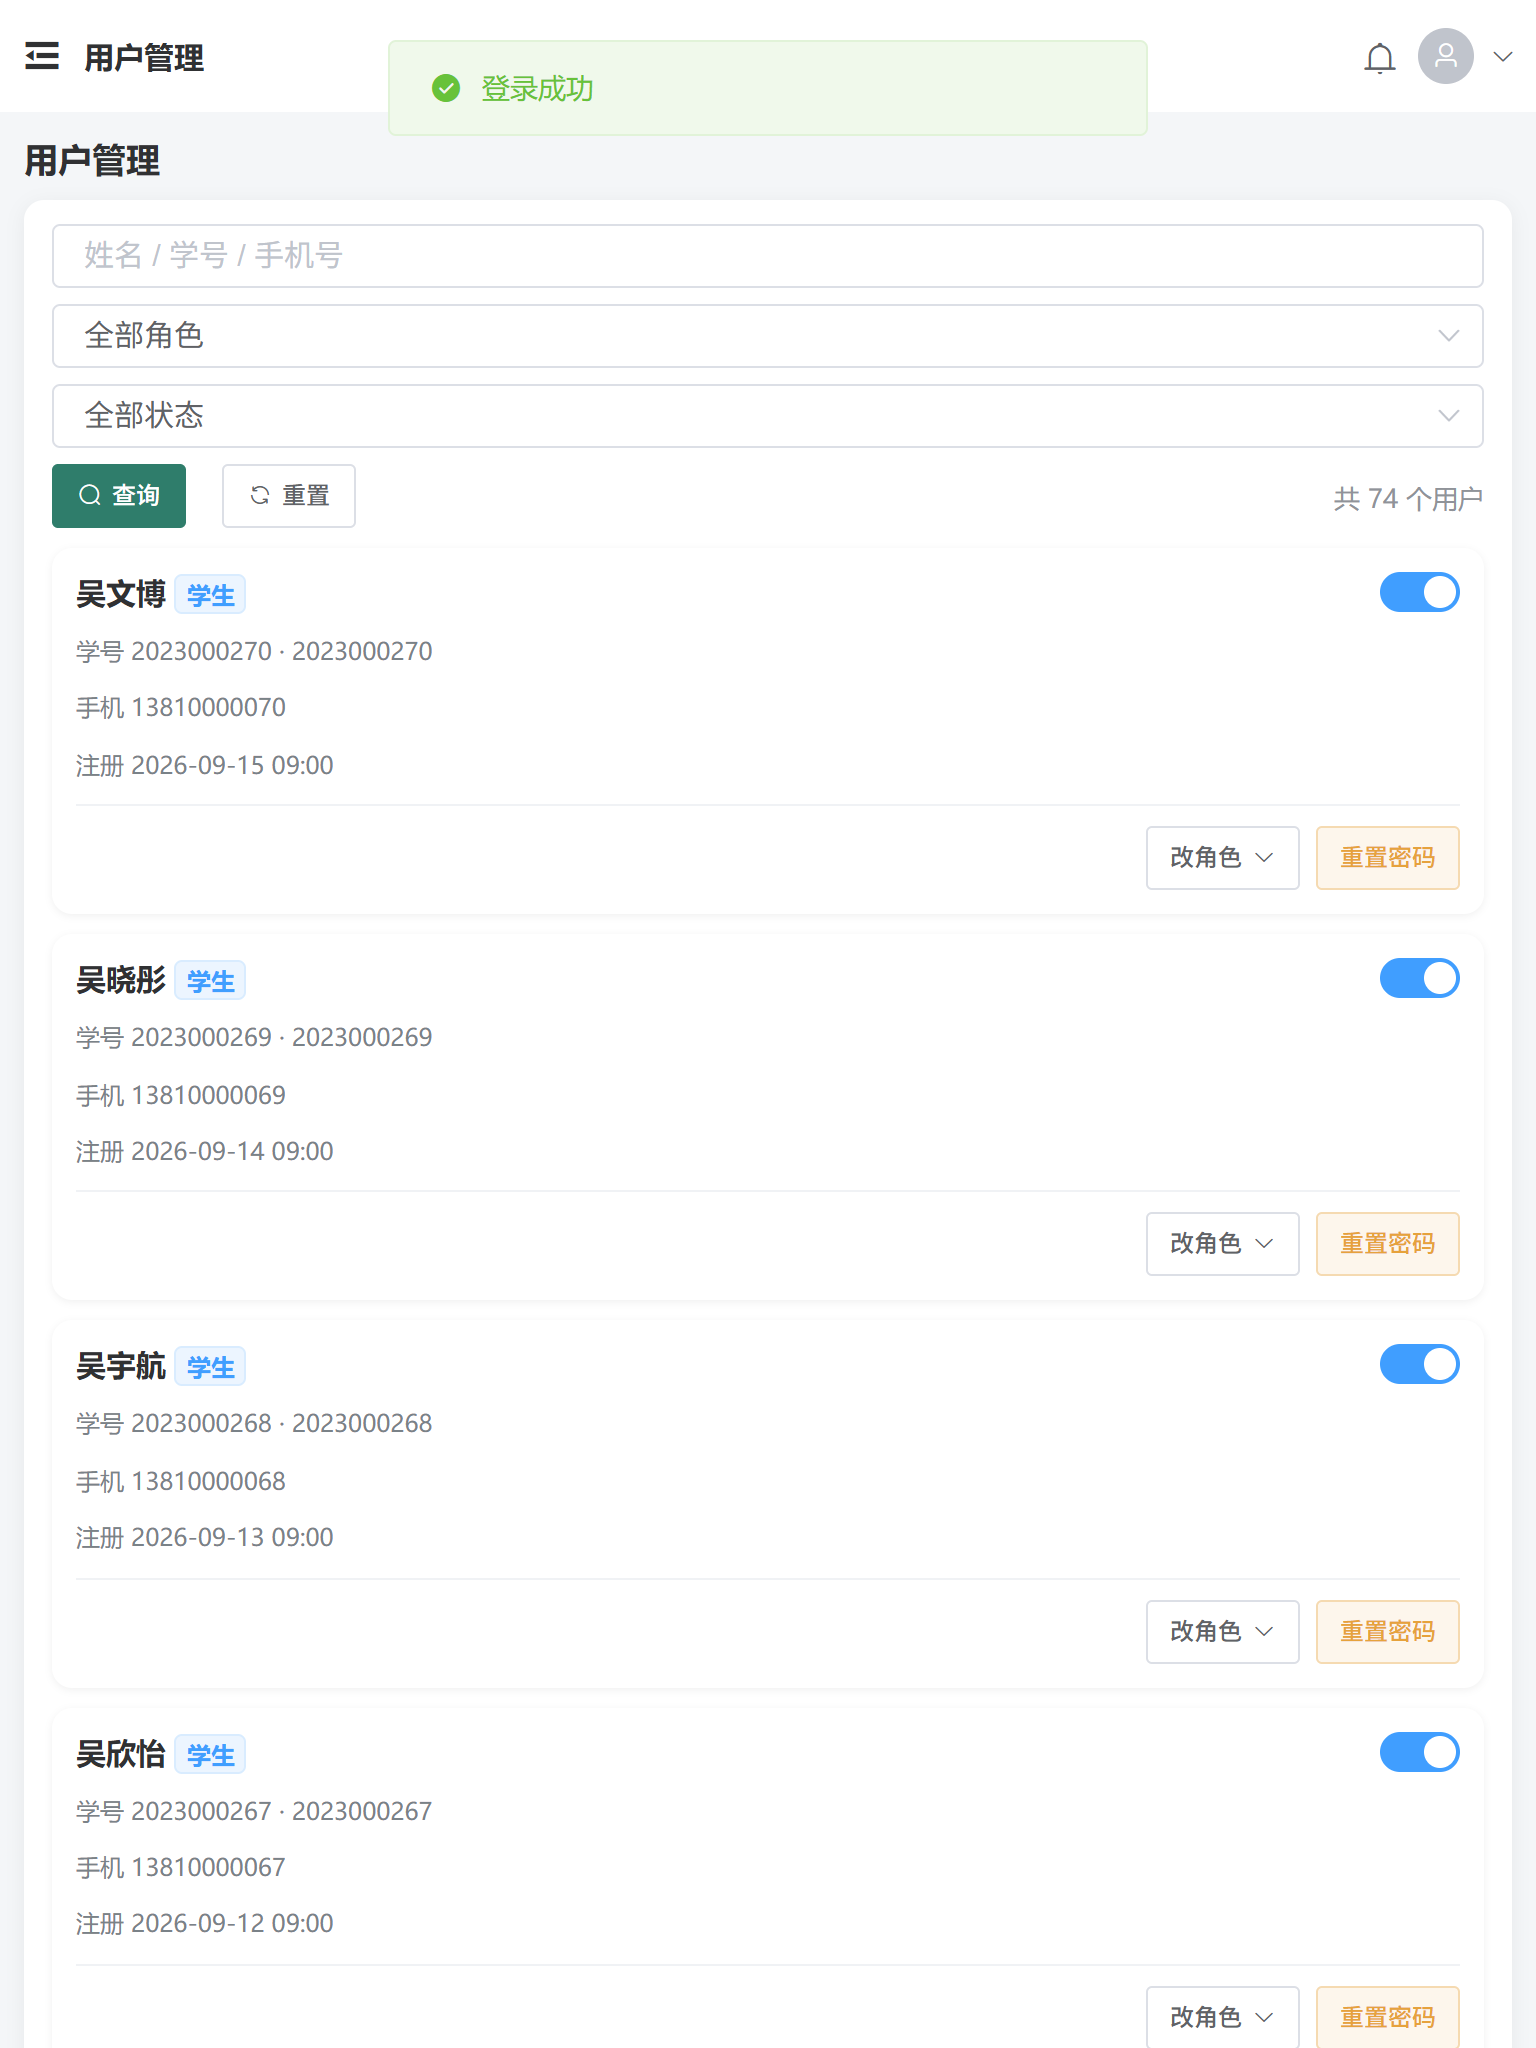 用户管理
登录成功
用户管理
姓名 / 学号 / 手机号
全部角色
全部状态
查询 重置 共 74 个用户
吴文博 学生
学号 2023000270 · 2023000270
手机 13810000070
注册 2026-09-15 09:00
改角色 重置密码
吴晓彤 学生
学号 2023000269 · 2023000269
手机 13810000069
注册 2026-09-14 09:00
改角色 重置密码
吴宇航 学生
学号 2023000268 · 2023000268
手机 13810000068
注册 2026-09-13 09:00
改角色 重置密码
吴欣怡 学生
学号 2023000267 · 2023000267
手机 13810000067
注册 2026-09-12 09:00
改角色 重置密码